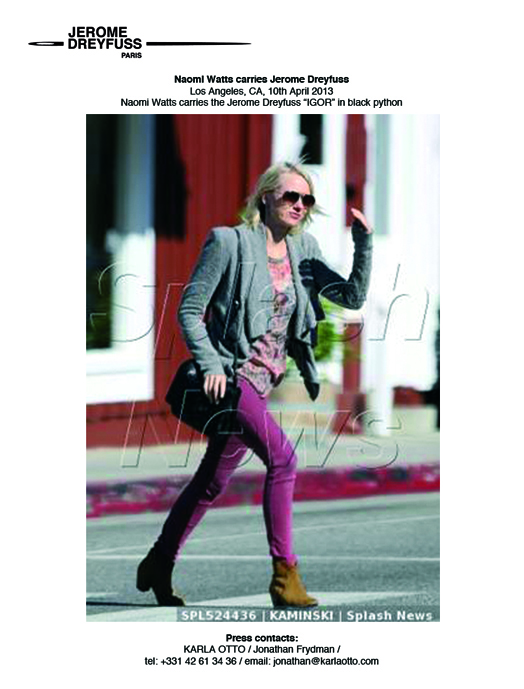 JEROME
DREYFUSS
PARIS
Naomi Watts carries Jerome Dreyfuss
Los Angeles, CA, 10th April 2013
Naomi Watts carries the Jerome Dreyfuss “IGOR” in black python
Splash
News
SPL524436 | KAMINSKI | Splash News
Press contacts:
KARLA OTTO / Jonathan Frydman /
tel: +331 42 61 34 36 / email: jonathan@karlaotto.com